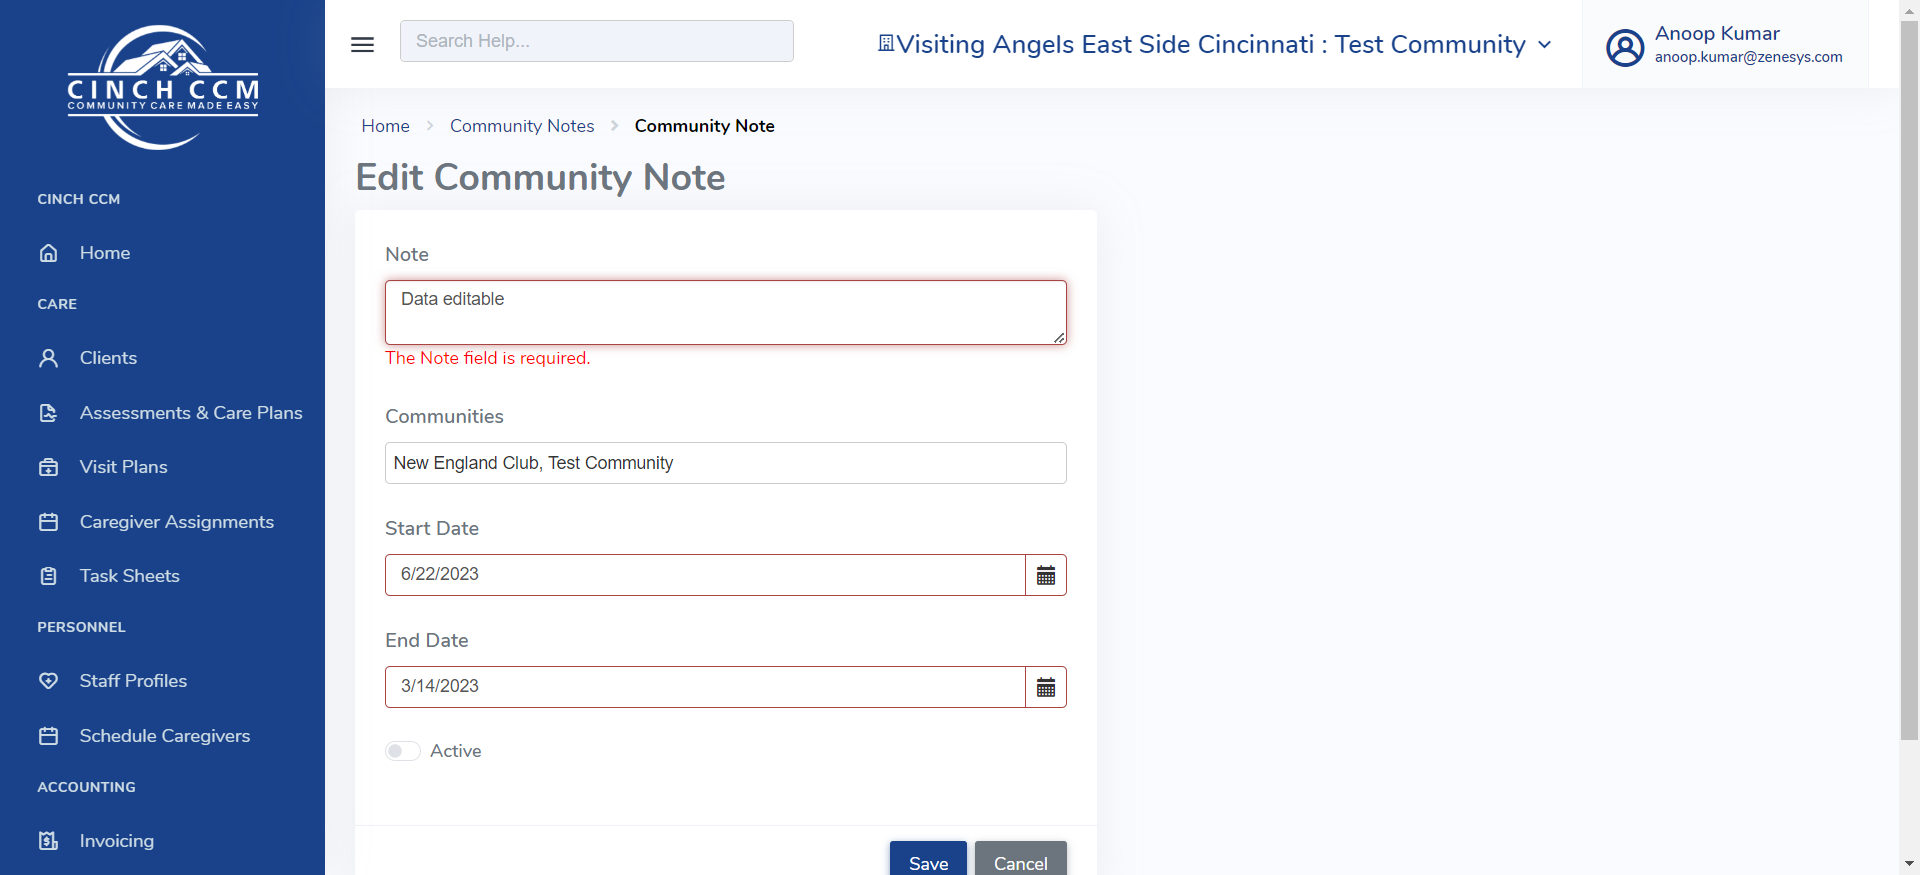 CINCH CCM
COMMUNITY CARE MADE EASY
CINCH CCM
Home
CARE
Clients
Assessments & Care Plans
Visit Plans
Caregiver Assignments
Task Sheets
PERSONNEL
Staff Profiles
Schedule Caregivers
ACCOUNTING
Invoicing
Search Help...
Visiting Angels East Side Cincinnati : Test Community
Anoop Kumar
anoop.kumar@zenesys.com
Home > Community Notes > Community Note
Edit Community Note
Note
Data editable
The Note field is required.
Communities
New England Club, Test Community
Start Date
6/22/2023
End Date
3/14/2023
Active
Save Cancel